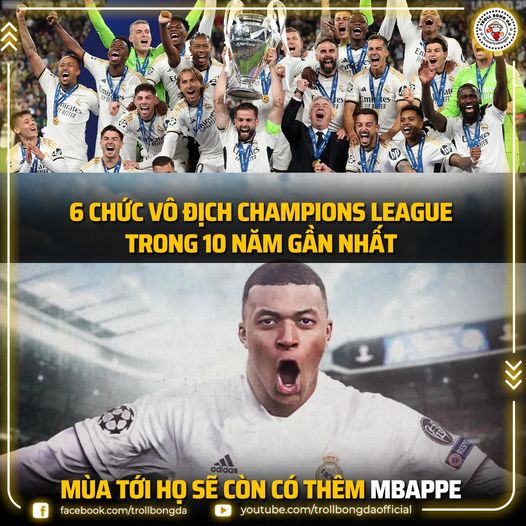 6 CHỨC VÔ ĐỊCH CHAMPIONS LEAGUE
TRONG 10 NĂM GẦN NHẤT
MÙA TỚI HỌ SẼ CÒN CÓ THÊM MBAPPE
facebook.com/trollbongda
youtube.com/trollbongdaofficial